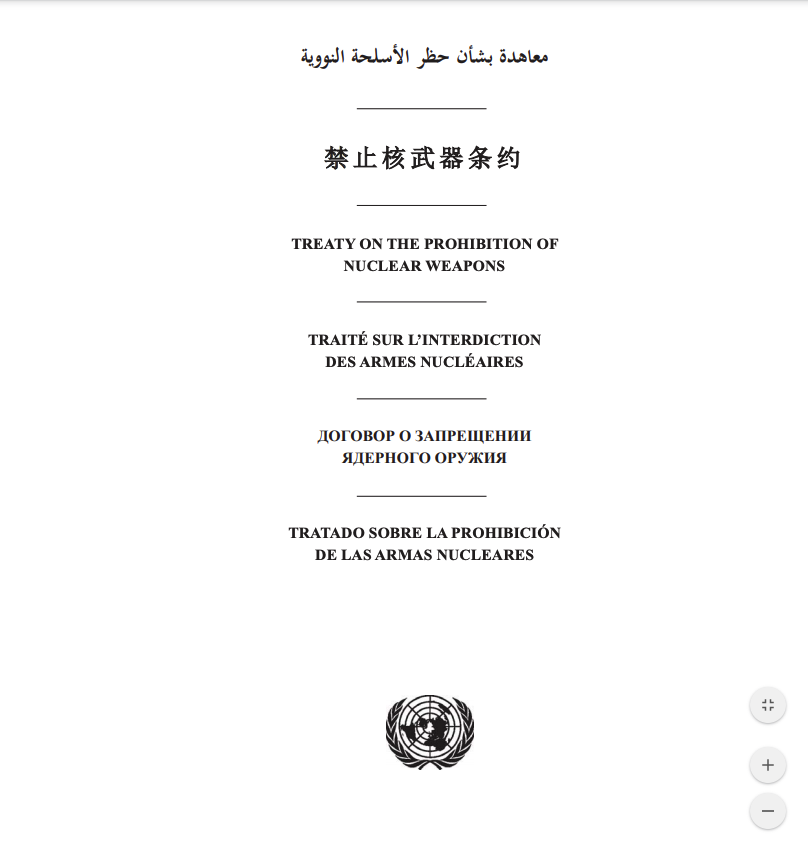 معاهدة بشأن حظر الأسلحة النووية
禁止核武器条约
TREATY ON THE PROHIBITION OF
NUCLEAR WEAPONS
TRAITÉ SUR L’INTERDICTION
DES ARMES NUCLÉAIRES
ДОГОВОР О ЗАПРЕЩЕНИИ
ЯДЕРНОГО ОРУЖИЯ
TRATADO SOBRE LA PROHIBICIÓN
DE LAS ARMAS NUCLEARES